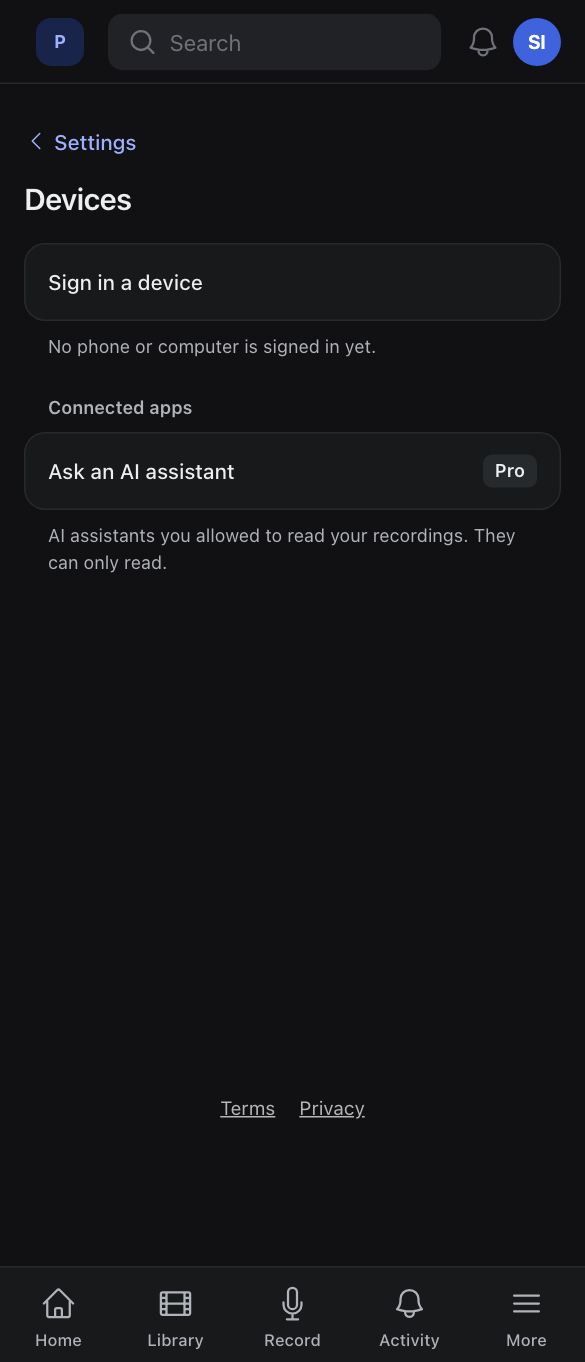 P
Search
SI
Settings
Devices
Sign in a device
No phone or computer is signed in yet.
Connected apps
Ask an AI assistant
Pro
AI assistants you allowed to read your recordings. They
can only read.
Terms
Privacy
Home
Library
Record
Activity
More